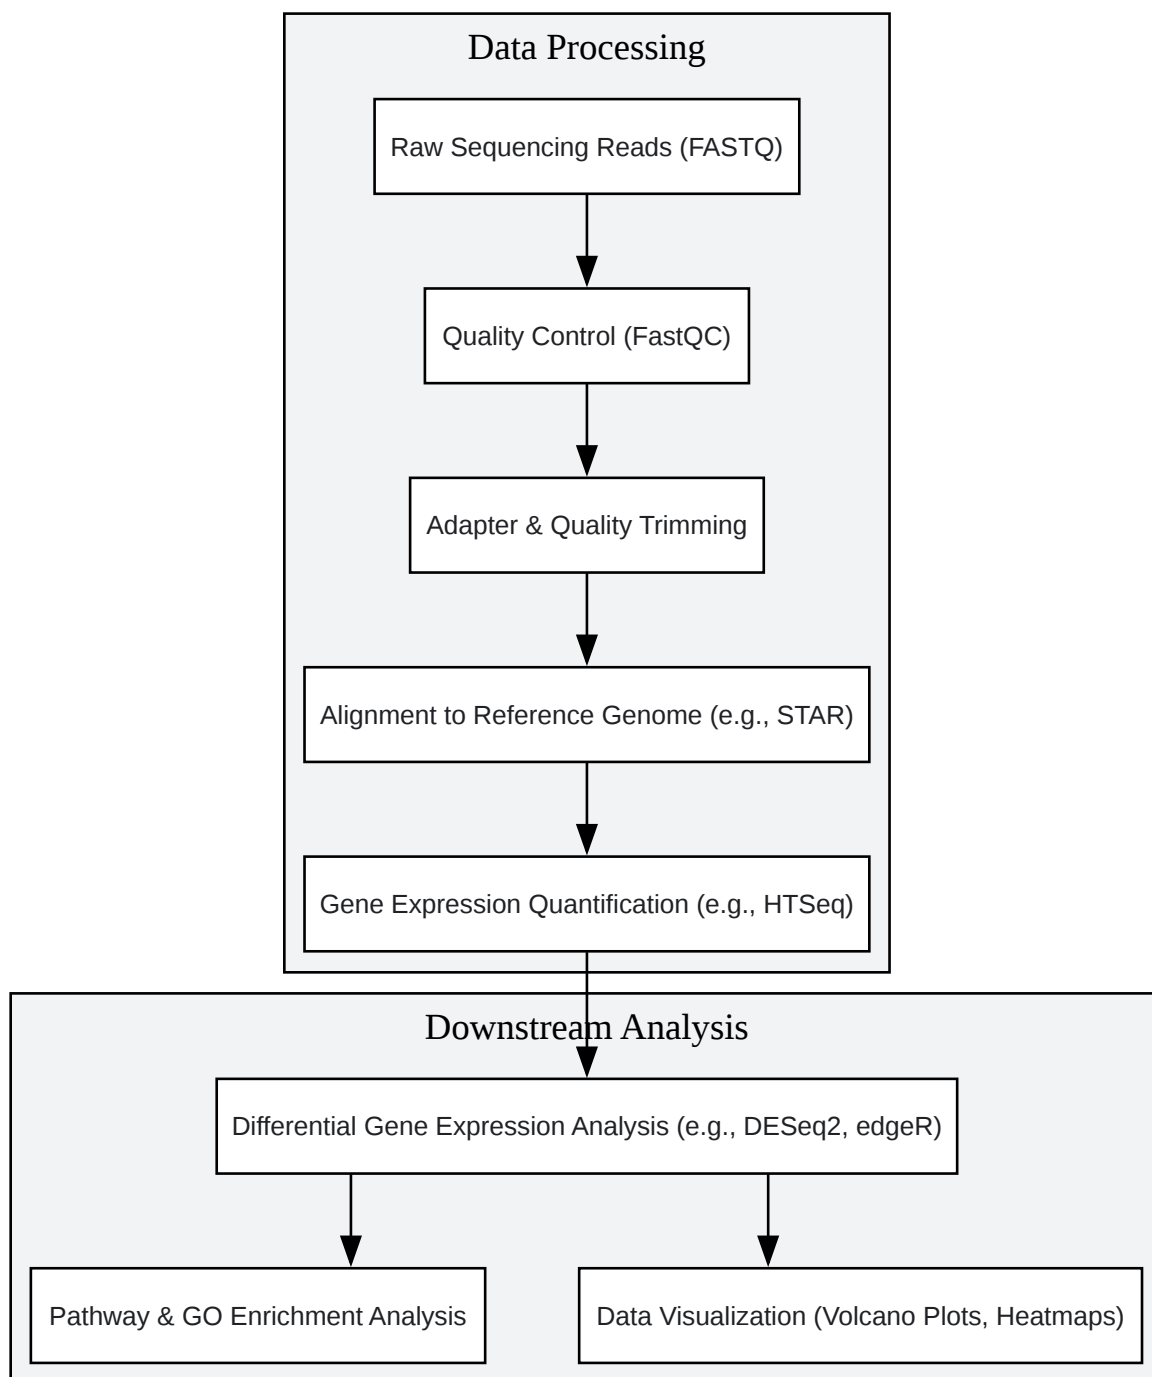 Data Processing
Raw Sequencing Reads (FASTQ)
Quality Control (FastQC)
Adapter & Quality Trimming
Alignment to Reference Genome (e.g., STAR)
Gene Expression Quantification (e.g., HTSeq)
Downstream Analysis
Differential Gene Expression Analysis (e.g., DESeq2, edgeR)
Pathway & GO Enrichment Analysis
Data Visualization (Volcano Plots, Heatmaps)